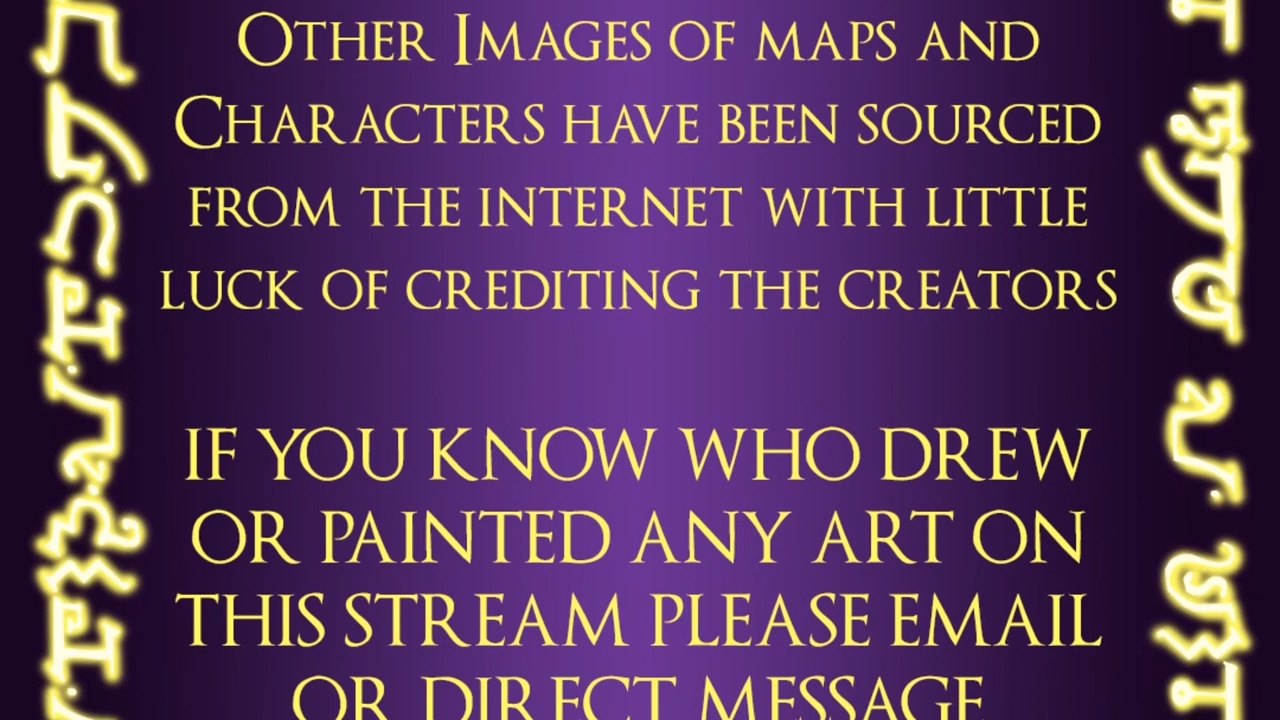 Other Images of maps and
Characters have been sourced
from the internet with little
luck of crediting the creators
IF YOU KNOW WHO DREW
OR PAINTED ANY ART ON
THIS STREAM PLEASE EMAIL
OR DIRECT MESSAGE